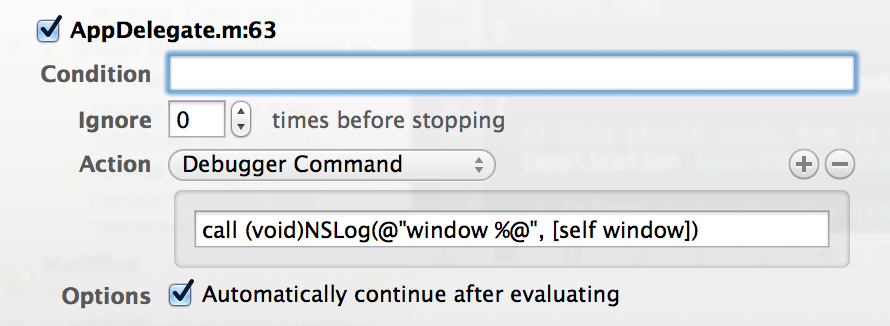 AppDelegate.m:63
Condition
Ignore 0 times before stopping
Action Debugger Command
call (void)NSLog(@"window %@", [self window])
MyOffice
Options Automatically continue after evaluating